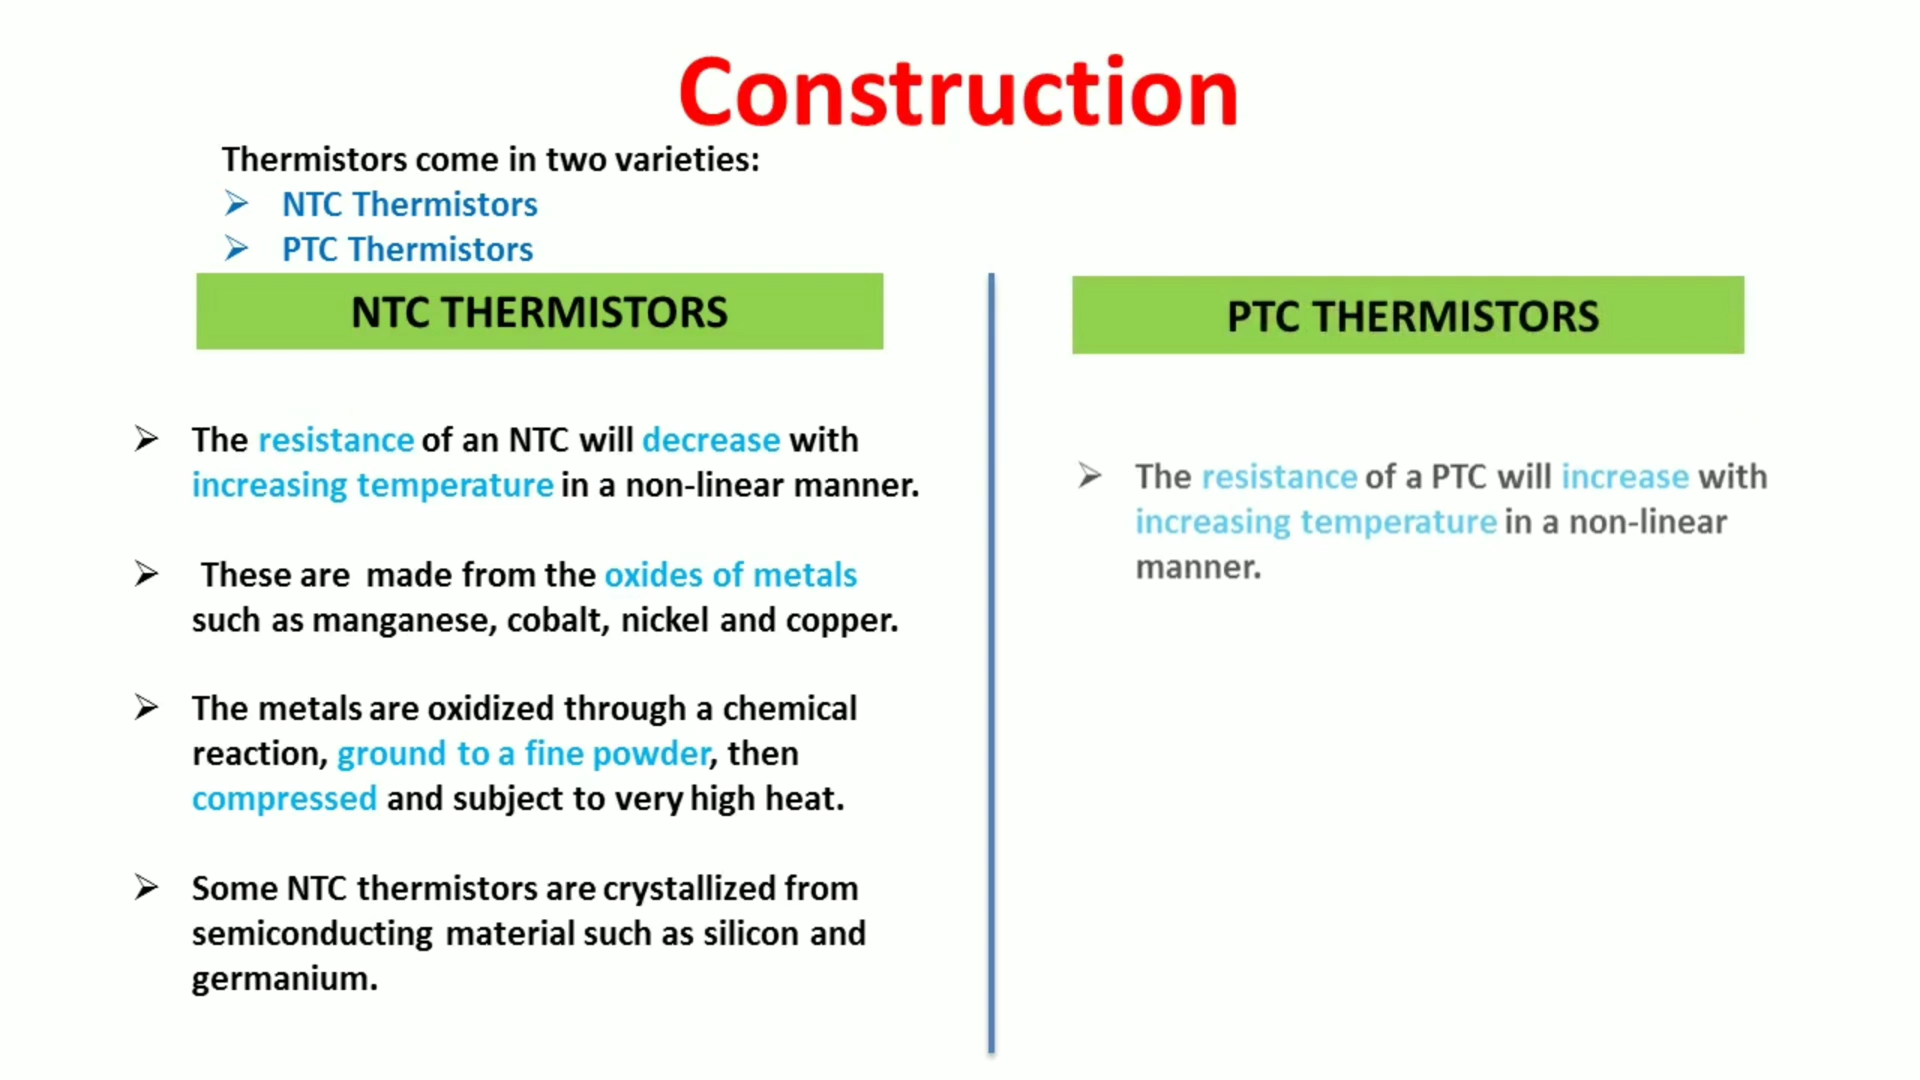 Construction
Thermistors come in two varieties:
➢ NTC Thermistors
➢ PTC Thermistors
NTC THERMISTORS
➢ The resistance of an NTC will decrease with
increasing temperature in a non-linear manner.
➢ These are made from the oxides of metals
such as manganese, cobalt, nickel and copper.
➢ The metals are oxidized through a chemical
reaction, ground to a fine powder, then
compressed and subject to very high heat.
➢ Some NTC thermistors are crystallized from
semiconducting material such as silicon and
germanium.
PTC THERMISTORS
➢ The resistance of a PTC will increase with
increasing temperature in a non-linear
manner.